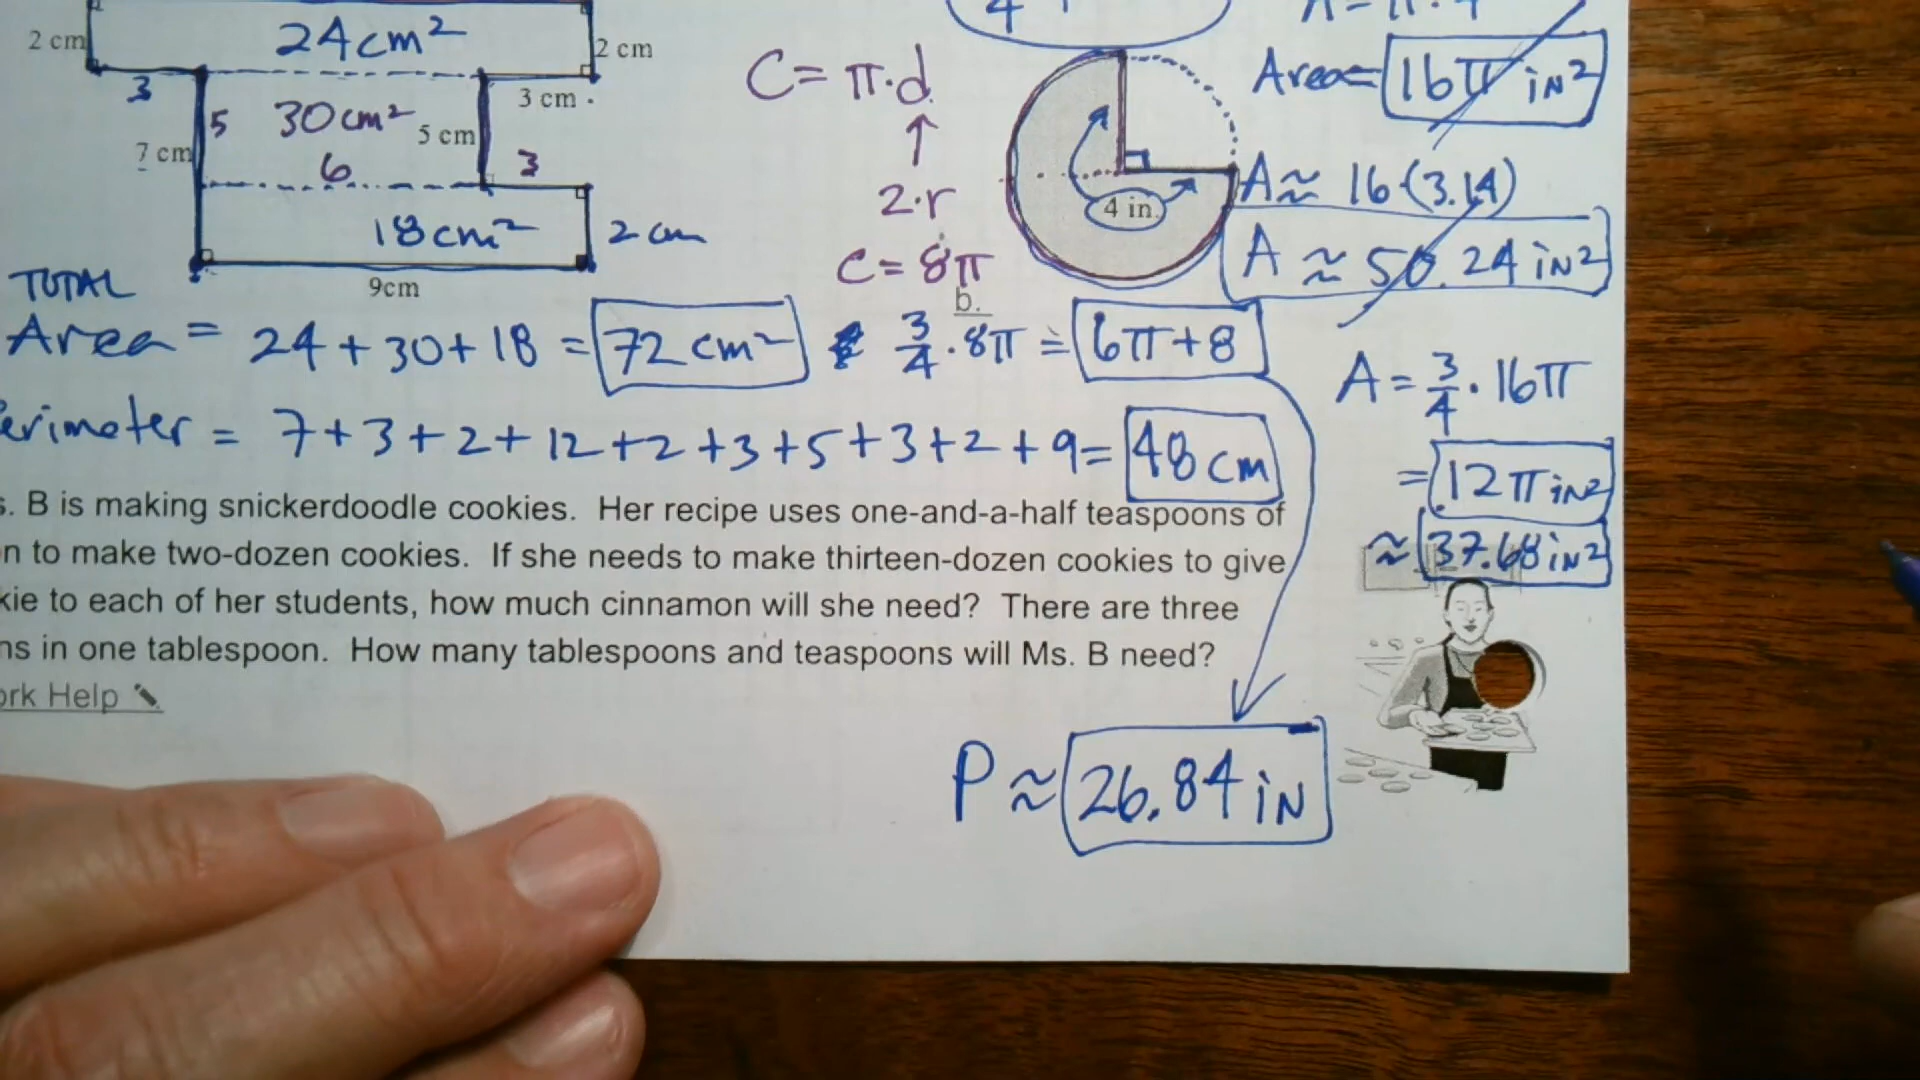 2 cm 24cm² 2 cm
3 3 cm
5 30cm² 5 cm
7 cm 6 3
18cm² 2 cm
9cm
TOTAL
Area = 24+30+18 = 72 cm²
Perimeter = 7+3+2+12+2+3+5+3+2+9= 48cm
C= π·d
↑
2·r
C= 8π
4 in.
b.
3/4 · 8π = 6π+8
Area= 16π in²
A ≈ 16·(3.14)
A ≈ 50.24 in²
A = 3/4 · 16π
= 12π in²
≈ 37.68in²
s. B is making snickerdoodle cookies. Her recipe uses one-and-a-half teaspoons of
n to make two-dozen cookies. If she needs to make thirteen-dozen cookies to give
kie to each of her students, how much cinnamon will she need? There are three
ns in one tablespoon. How many tablespoons and teaspoons will Ms. B need?
ork Help
P ≈ 26.84 in